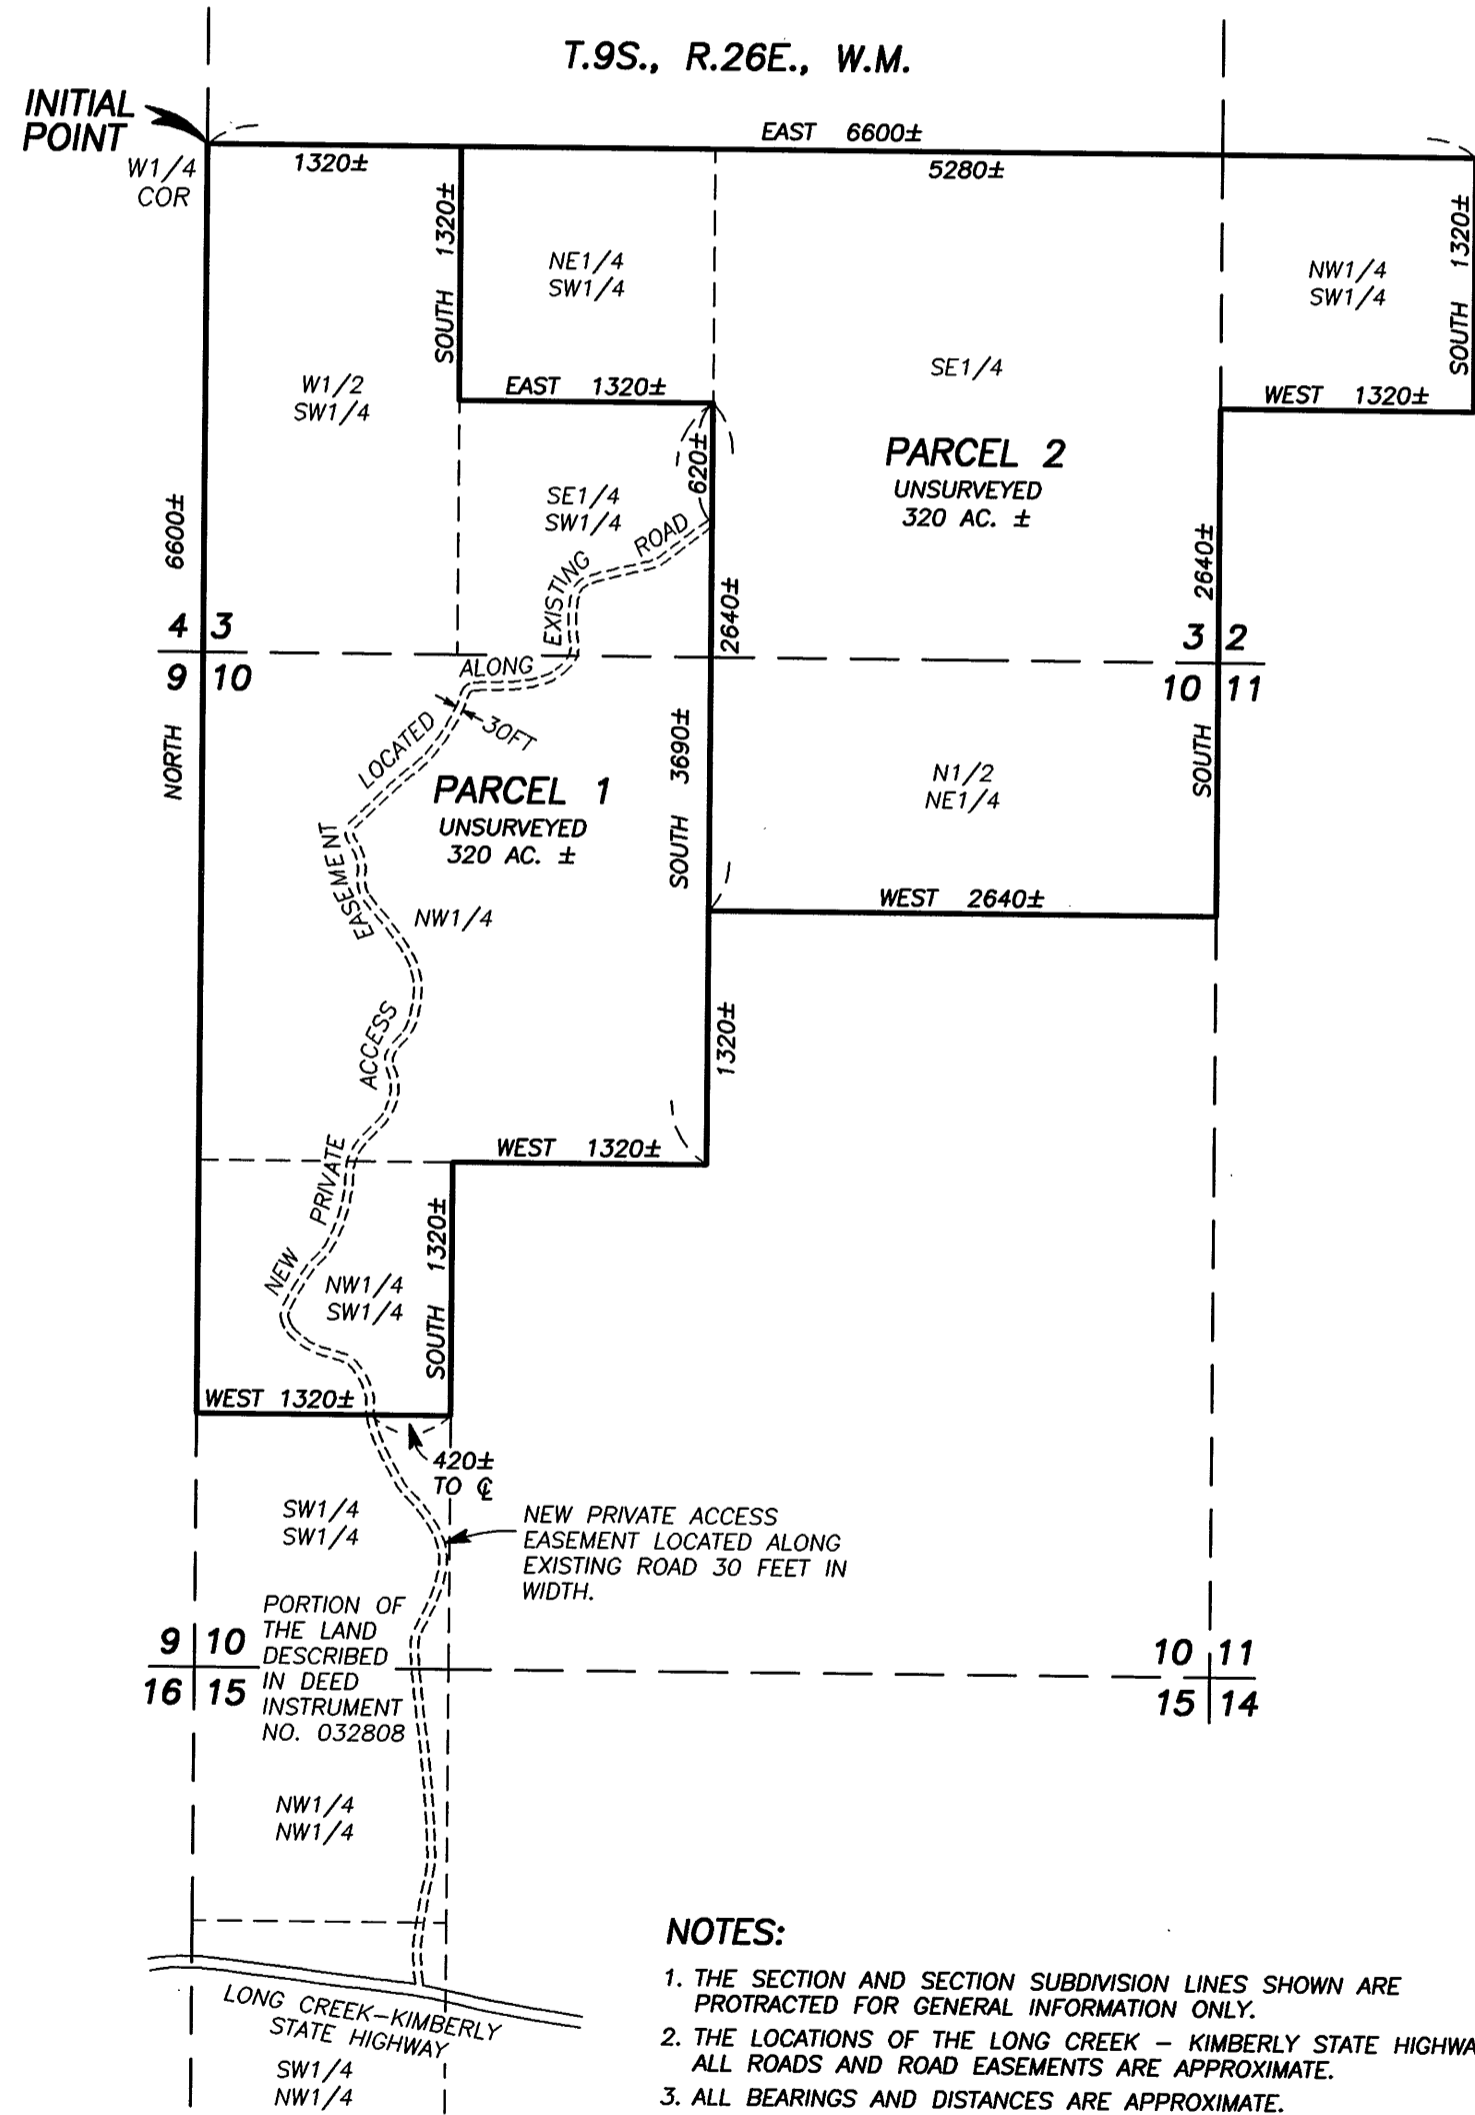 T.9S., R.26E., W.M.
INITIAL
POINT
W1/4
COR
EAST 6600±
1320±
5280±
SOUTH 1320±
NE1/4
SW1/4
NW1/4
SW1/4
SOUTH 1320±
W1/2
SW1/4
EAST 1320±
SE1/4
WEST 1320±
620±
PARCEL 2
UNSURVEYED
320 AC. ±
SE1/4
SW1/4
NORTH 6600±
2640±
SOUTH 2640±
4 3
9 10
3 2
10 11
NEW PRIVATE ACCESS EASEMENT LOCATED ALONG EXISTING ROAD
30FT
PARCEL 1
UNSURVEYED
320 AC. ±
SOUTH 3690±
N1/2
NE1/4
WEST 2640±
NW1/4
1320±
WEST 1320±
SOUTH 1320±
NW1/4
SW1/4
WEST 1320±
420±
TO ℄
SW1/4
SW1/4
NEW PRIVATE ACCESS
EASEMENT LOCATED ALONG
EXISTING ROAD 30 FEET IN
WIDTH.
PORTION OF
THE LAND
DESCRIBED
IN DEED
INSTRUMENT
NO. 032808
9 10
16 15
10 11
15 14
NW1/4
NW1/4
LONG CREEK-KIMBERLY
STATE HIGHWAY
SW1/4
NW1/4
NOTES:
1. THE SECTION AND SECTION SUBDIVISION LINES SHOWN ARE
PROTRACTED FOR GENERAL INFORMATION ONLY.
2. THE LOCATIONS OF THE LONG CREEK – KIMBERLY STATE HIGHWA
ALL ROADS AND ROAD EASEMENTS ARE APPROXIMATE.
3. ALL BEARINGS AND DISTANCES ARE APPROXIMATE.